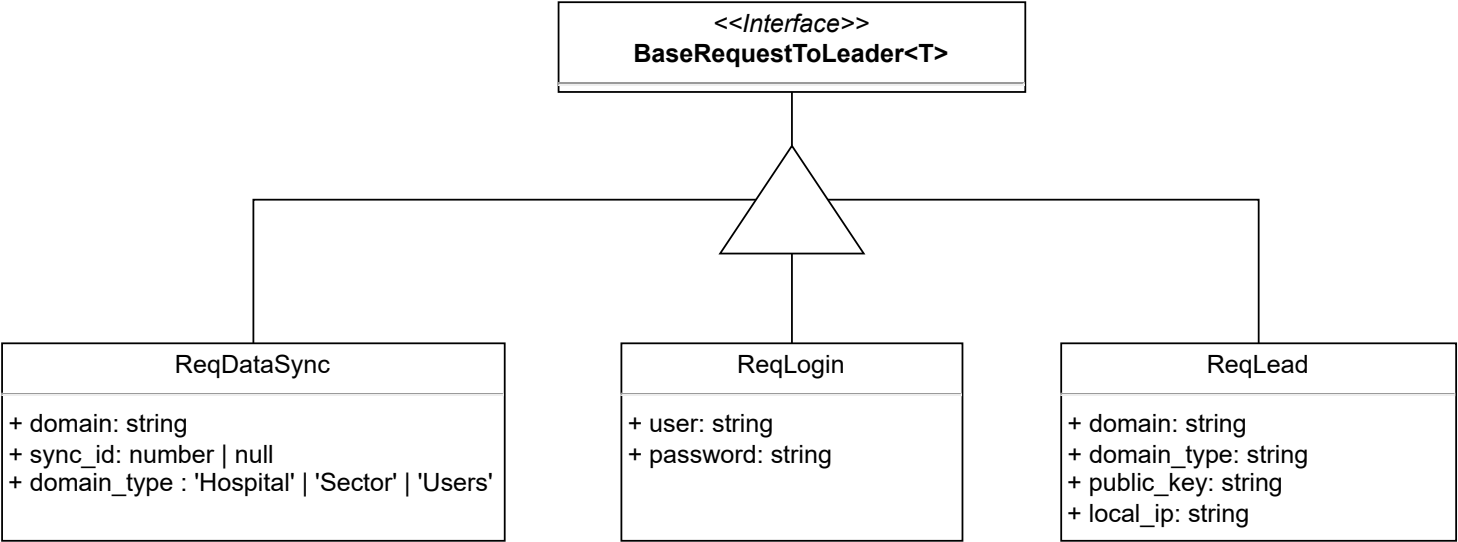 <<Interface>>
BaseRequestToLeader<T>
ReqDataSync
+ domain: string
+ sync_id: number | null
+ domain_type : 'Hospital' | 'Sector' | 'Users'
ReqLogin
+ user: string
+ password: string
ReqLead
+ domain: string
+ domain_type: string
+ public_key: string
+ local_ip: string